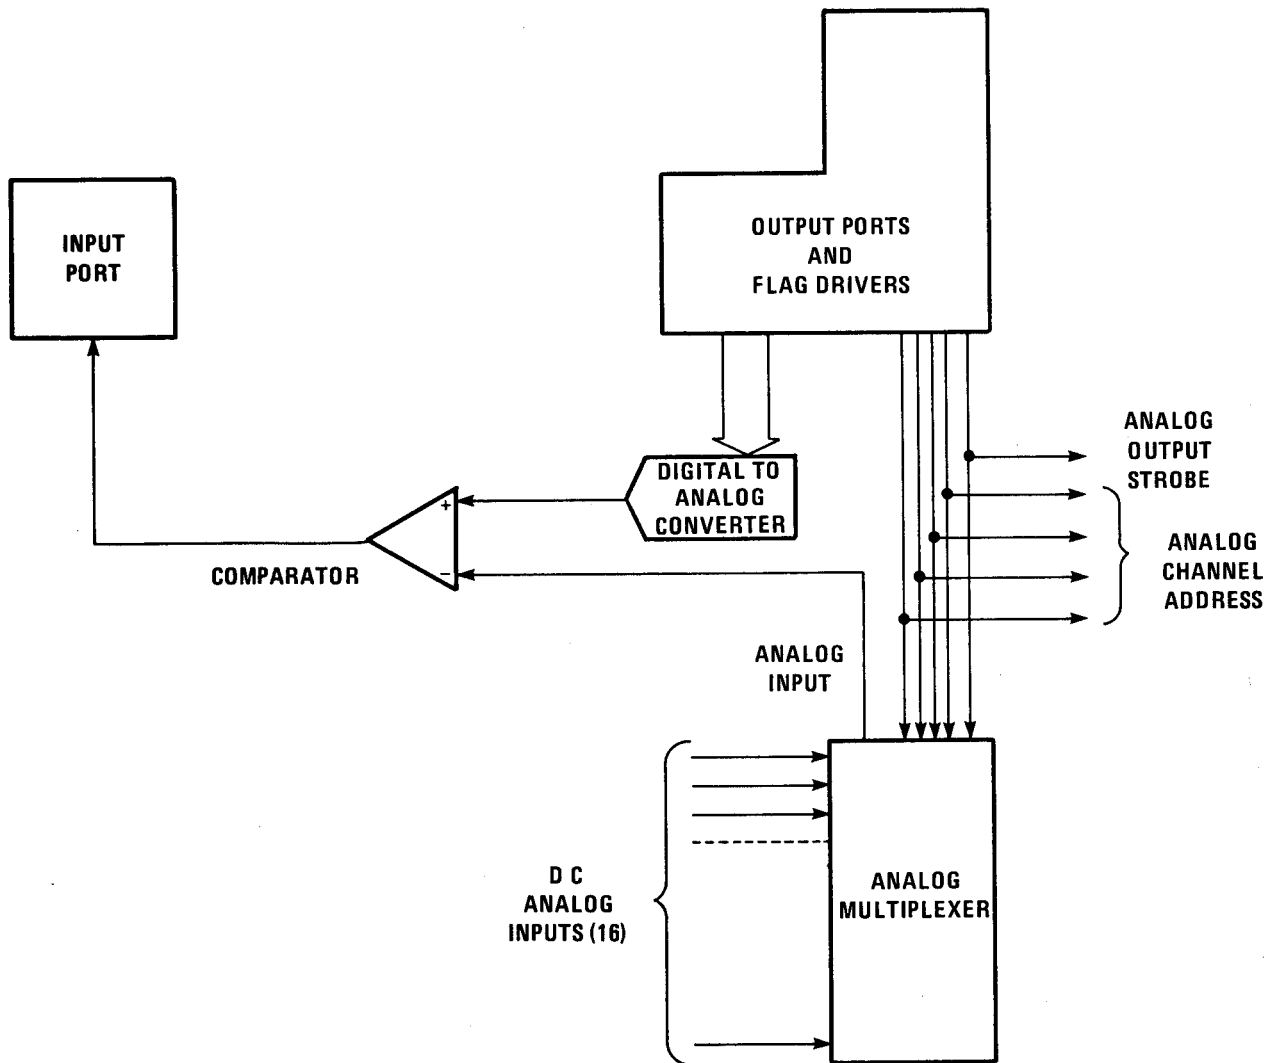 INPUT
PORT
OUTPUT PORTS
AND
FLAG DRIVERS
ANALOG
OUTPUT
STROBE
DIGITAL TO
ANALOG
CONVERTER
+
−
COMPARATOR
ANALOG
CHANNEL
ADDRESS
ANALOG
INPUT
D C
ANALOG
INPUTS (16)
ANALOG
MULTIPLEXER